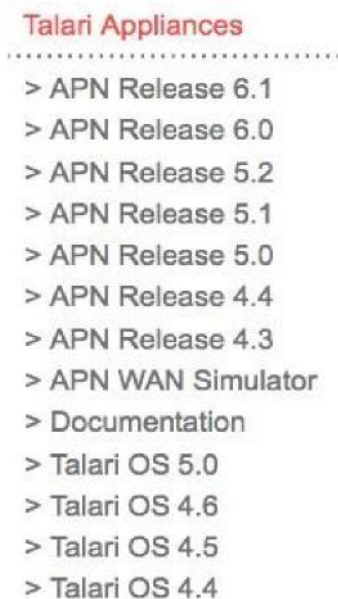 Talari Appliances
> APN Release 6.1
> APN Release 6.0
> APN Release 5.2
> APN Release 5.1
> APN Release 5.0
> APN Release 4.4
> APN Release 4.3
> APN WAN Simulator
> Documentation
> Talari OS 5.0
> Talari OS 4.6
> Talari OS 4.5
> Talari OS 4.4